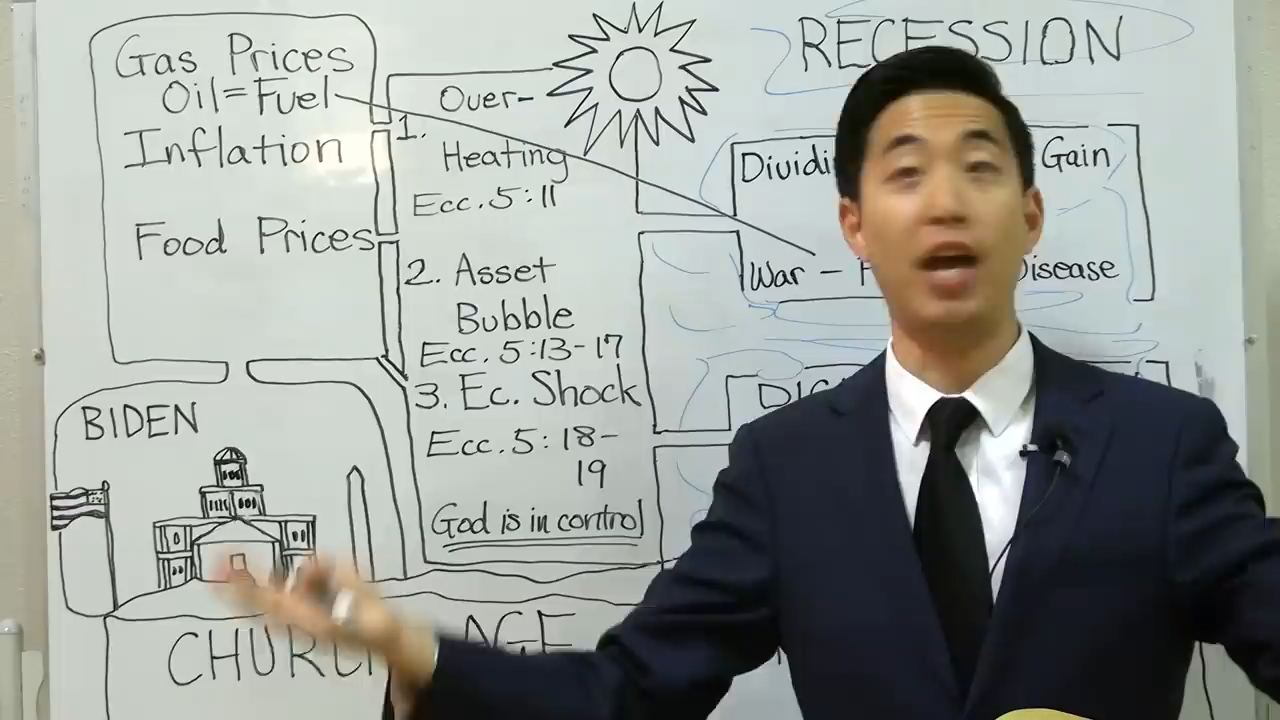 Gas Prices
Oil=Fuel
Inflation
Food Prices
BIDEN
Over-
1.
Heating
Ecc. 5:11
2. Asset
Bubble
Ecc. 5:13-17
3. Ec. Shock
Ecc. 5:18-
19
God is in control
RECESSION
Gain
War -
Disease
AGE